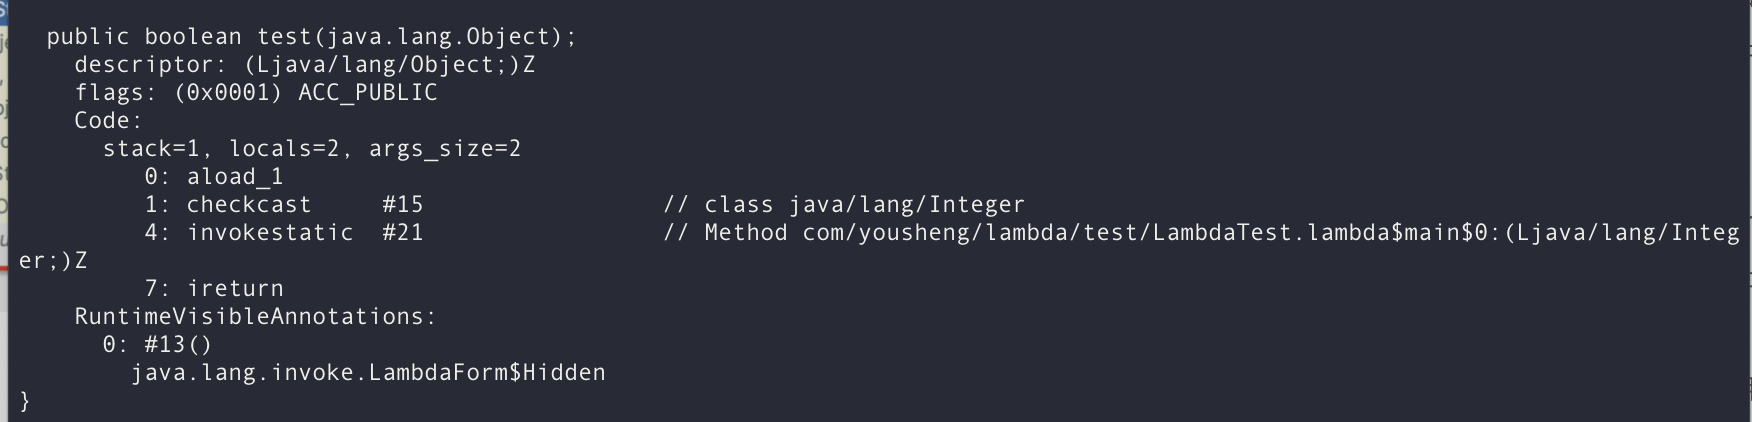 public boolean test(java.lang.Object);
descriptor: (Ljava/lang/Object;)Z
flags: (0x0001) ACC_PUBLIC
Code:
stack=1, locals=2, args_size=2
0: aload_1
1: checkcast     #15                 // class java/lang/Integer
4: invokestatic  #21                 // Method com/yousheng/lambda/test/LambdaTest.lambda$main$0:(Ljava/lang/Integ
er;)Z
7: ireturn
RuntimeVisibleAnnotations:
0: #13()
java.lang.invoke.LambdaForm$Hidden
}